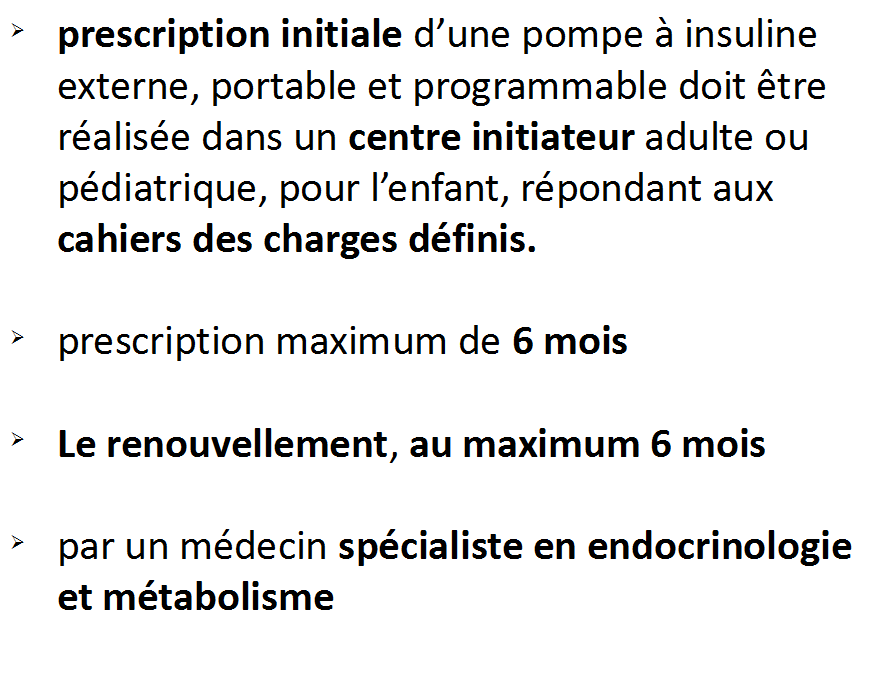 ➢ prescription initiale d’une pompe à insuline
externe, portable et programmable doit être
réalisée dans un centre initiateur adulte ou
pédiatrique, pour l’enfant, répondant aux
cahiers des charges définis.
➢ prescription maximum de 6 mois
➢ Le renouvellement, au maximum 6 mois
➢ par un médecin spécialiste en endocrinologie
et métabolisme